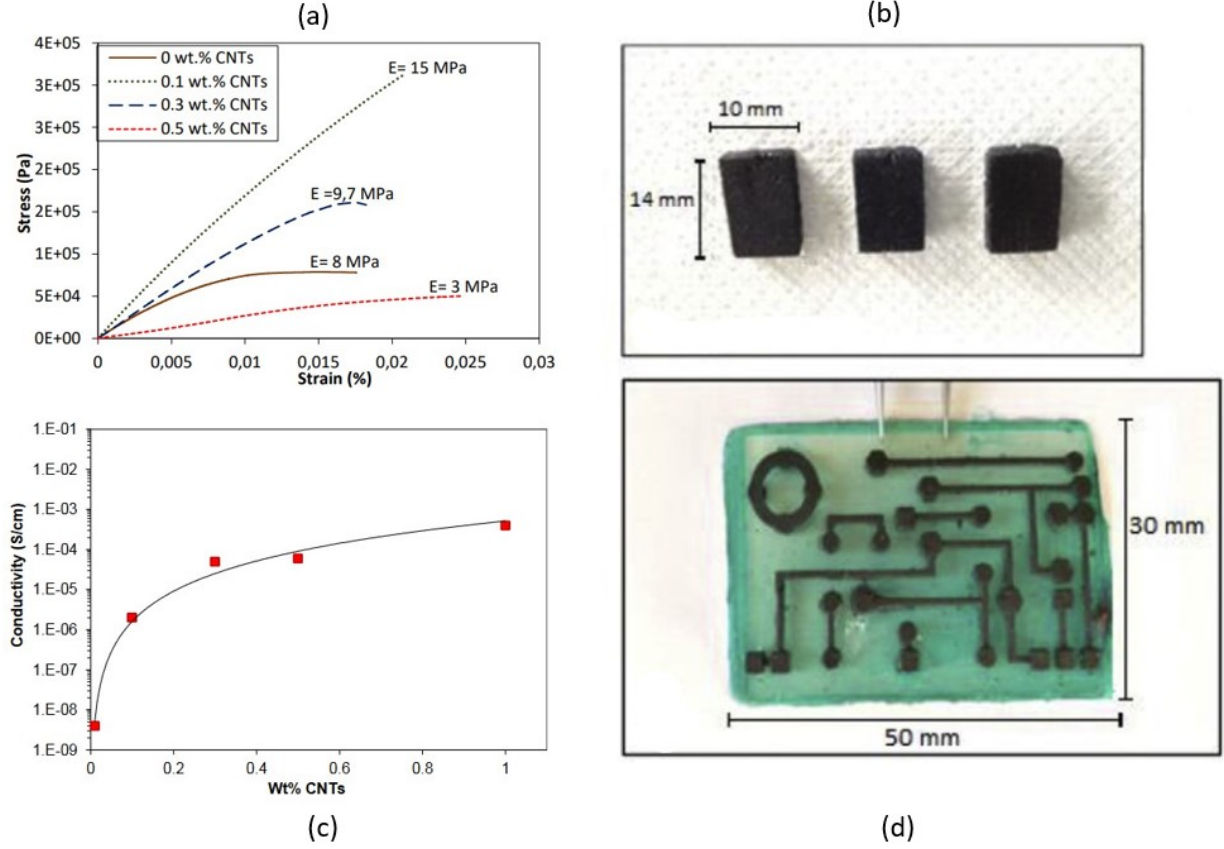 (a)
4E+05
3E+05
3E+05
2E+05
2E+05
1E+05
5E+04
0E+00
Stress (Pa)
0 wt.% CNTs
0.1 wt.% CNTs
0.3 wt.% CNTs
0.5 wt.% CNTs
E= 15 MPa
E =9,7 MPa
E= 8 MPa
E= 3 MPa
0 0,005 0,01 0,015 0,02 0,025 0,03
Strain (%)
(b)
10 mm
14 mm
1.E-01
1.E-02
1.E-03
1.E-04
1.E-05
1.E-06
1.E-07
1.E-08
1.E-09
Conductivity (S/cm)
0 0.2 0.4 0.6 0.8 1
Wt% CNTs
(c)
30 mm
50 mm
(d)